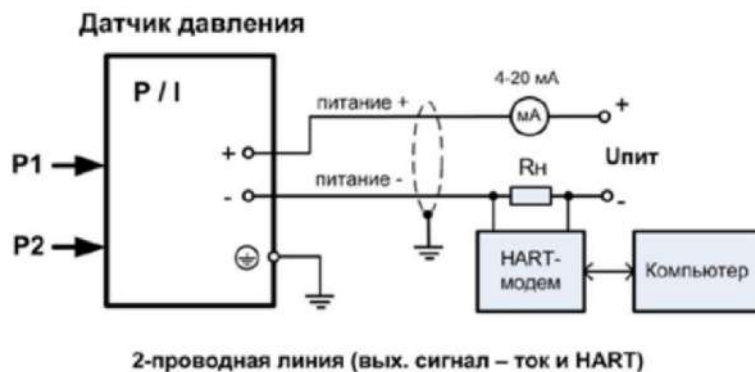 Датчик давления
P / I
4-20 мА
питание +
мА
+
P1
+
Uпит
Rн
-
питание -
-
P2
HART-
модем
Компьютер
2-проводная линия (вых. сигнал – ток и HART)